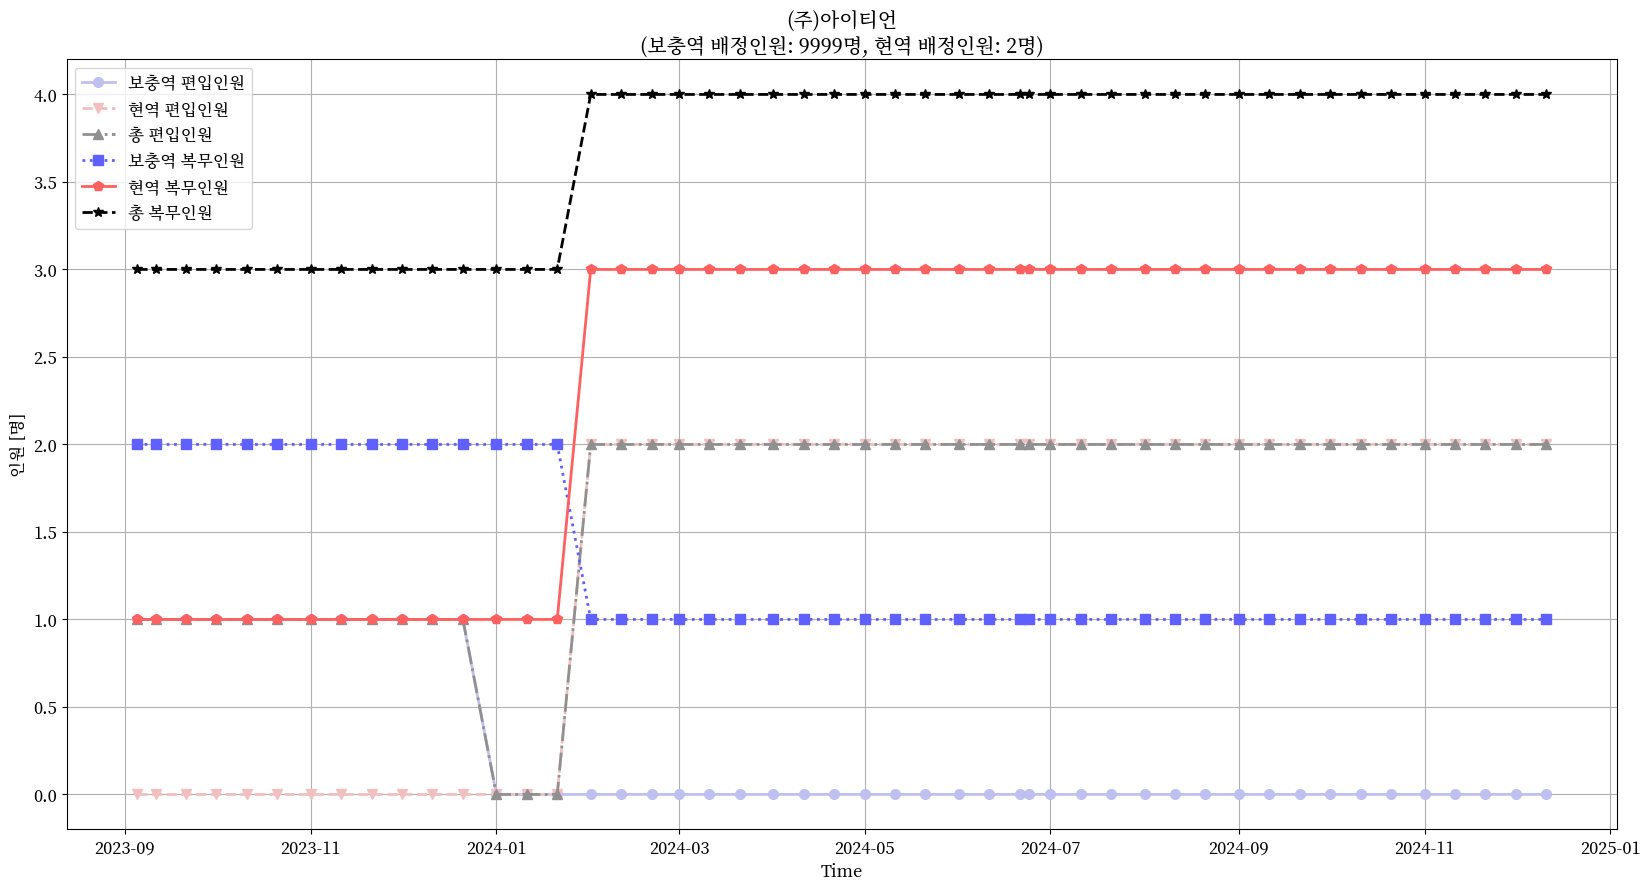 (주)아이티언
(보충역 배정인원: 9999명, 현역 배정인원: 2명)
보충역 편입인원
현역 편입인원
총 편입인원
보충역 복무인원
현역 복무인원
총 복무인원
4.0
3.5
3.0
2.5
2.0
1.5
1.0
0.5
0.0
인원 [명]
2023-09
2023-11
2024-01
2024-03
2024-05
2024-07
2024-09
2024-11
2025-01
Time